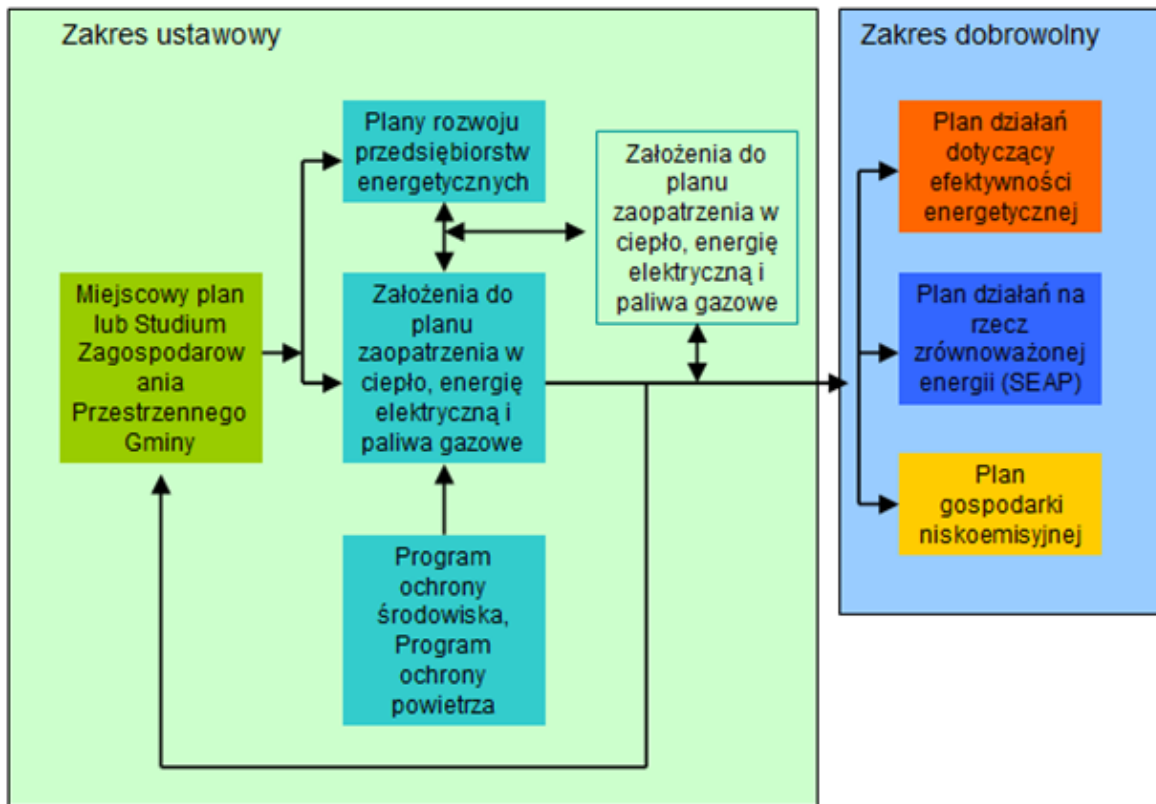 Zakres ustawowy
Zakres dobrowolny
Plany rozwoju
przedsiębiorstw
energetycznych
Założenia do
planu
zaopatrzenia w
ciepło, energię
elektryczną i
paliwa gazowe
Plan działań
dotyczący
efektywności
energetycznej
Miejscowy plan
lub Studium
Zagospodarow
ania
Przestrzennego
Gminy
Założenia do
planu
zaopatrzenia w
ciepło, energię
elektryczną i
paliwa gazowe
Plan działań na
rzecz
zrównoważonej
energii (SEAP)
Plan
gospodarki
niskoemisyjnej
Program
ochrony
środowiska,
Program
ochrony
powietrza